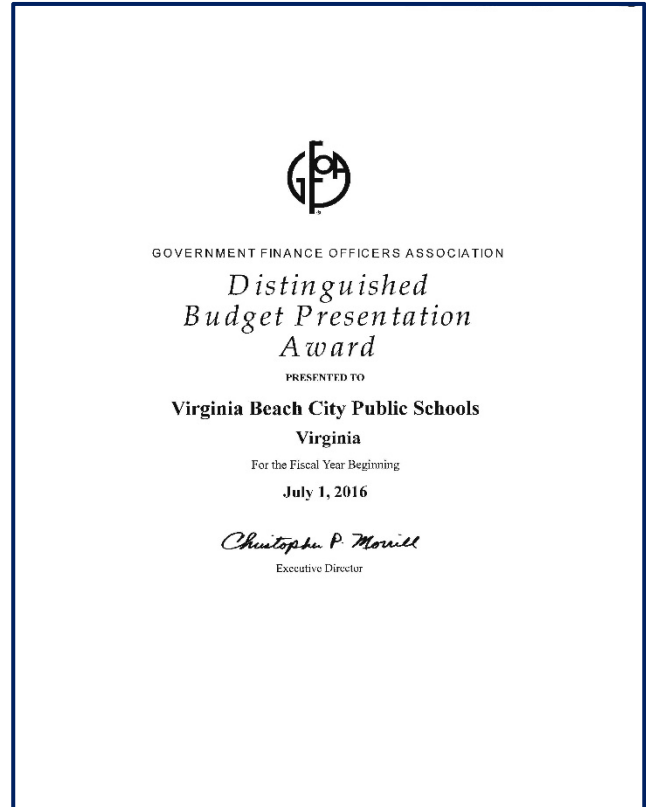 GFOA
GOVERNMENT FINANCE OFFICERS ASSOCIATION
Distinguished
Budget Presentation
Award
PRESENTED TO
Virginia Beach City Public Schools
Virginia
For the Fiscal Year Beginning
July 1, 2016
Christopher P. Morrill
Executive Director